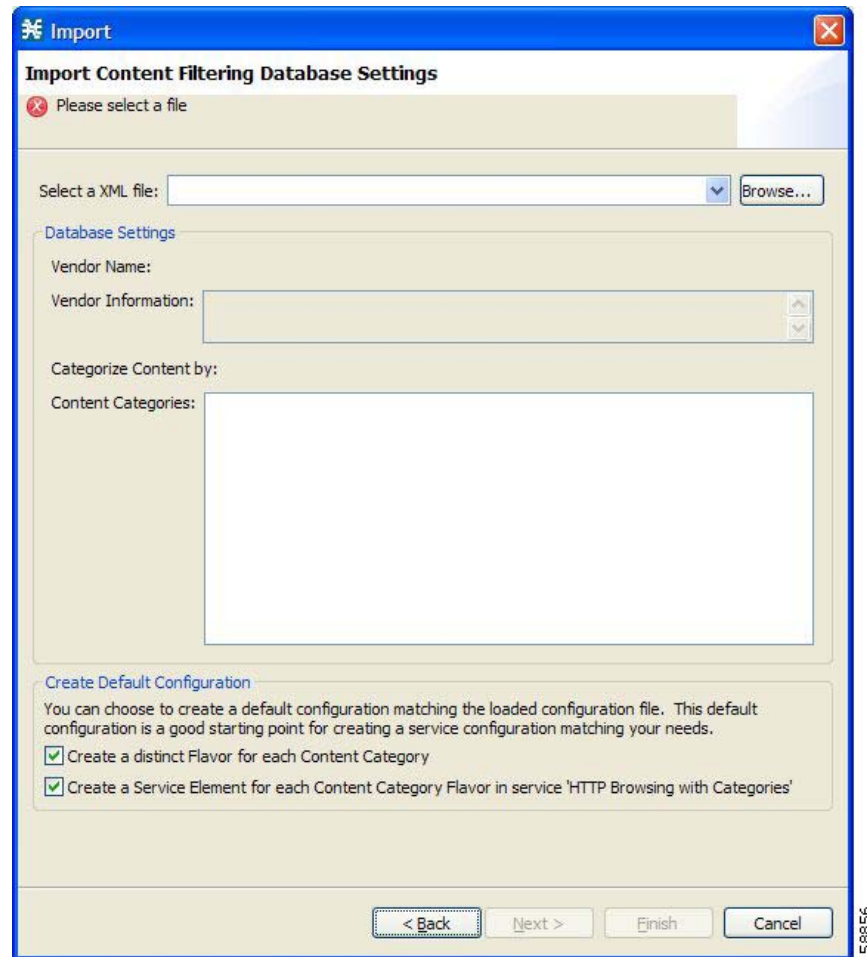 Import
Import Content Filtering Database Settings
Please select a file
Select a XML file:
Browse...
Database Settings
Vendor Name:
Vendor Information:
Categorize Content by:
Content Categories:
Create Default Configuration
You can choose to create a default configuration matching the loaded configuration file. This default
configuration is a good starting point for creating a service configuration matching your needs.
Create a distinct Flavor for each Content Category
Create a Service Element for each Content Category Flavor in service 'HTTP Browsing with Categories'
< Back
Next >
Finish
Cancel